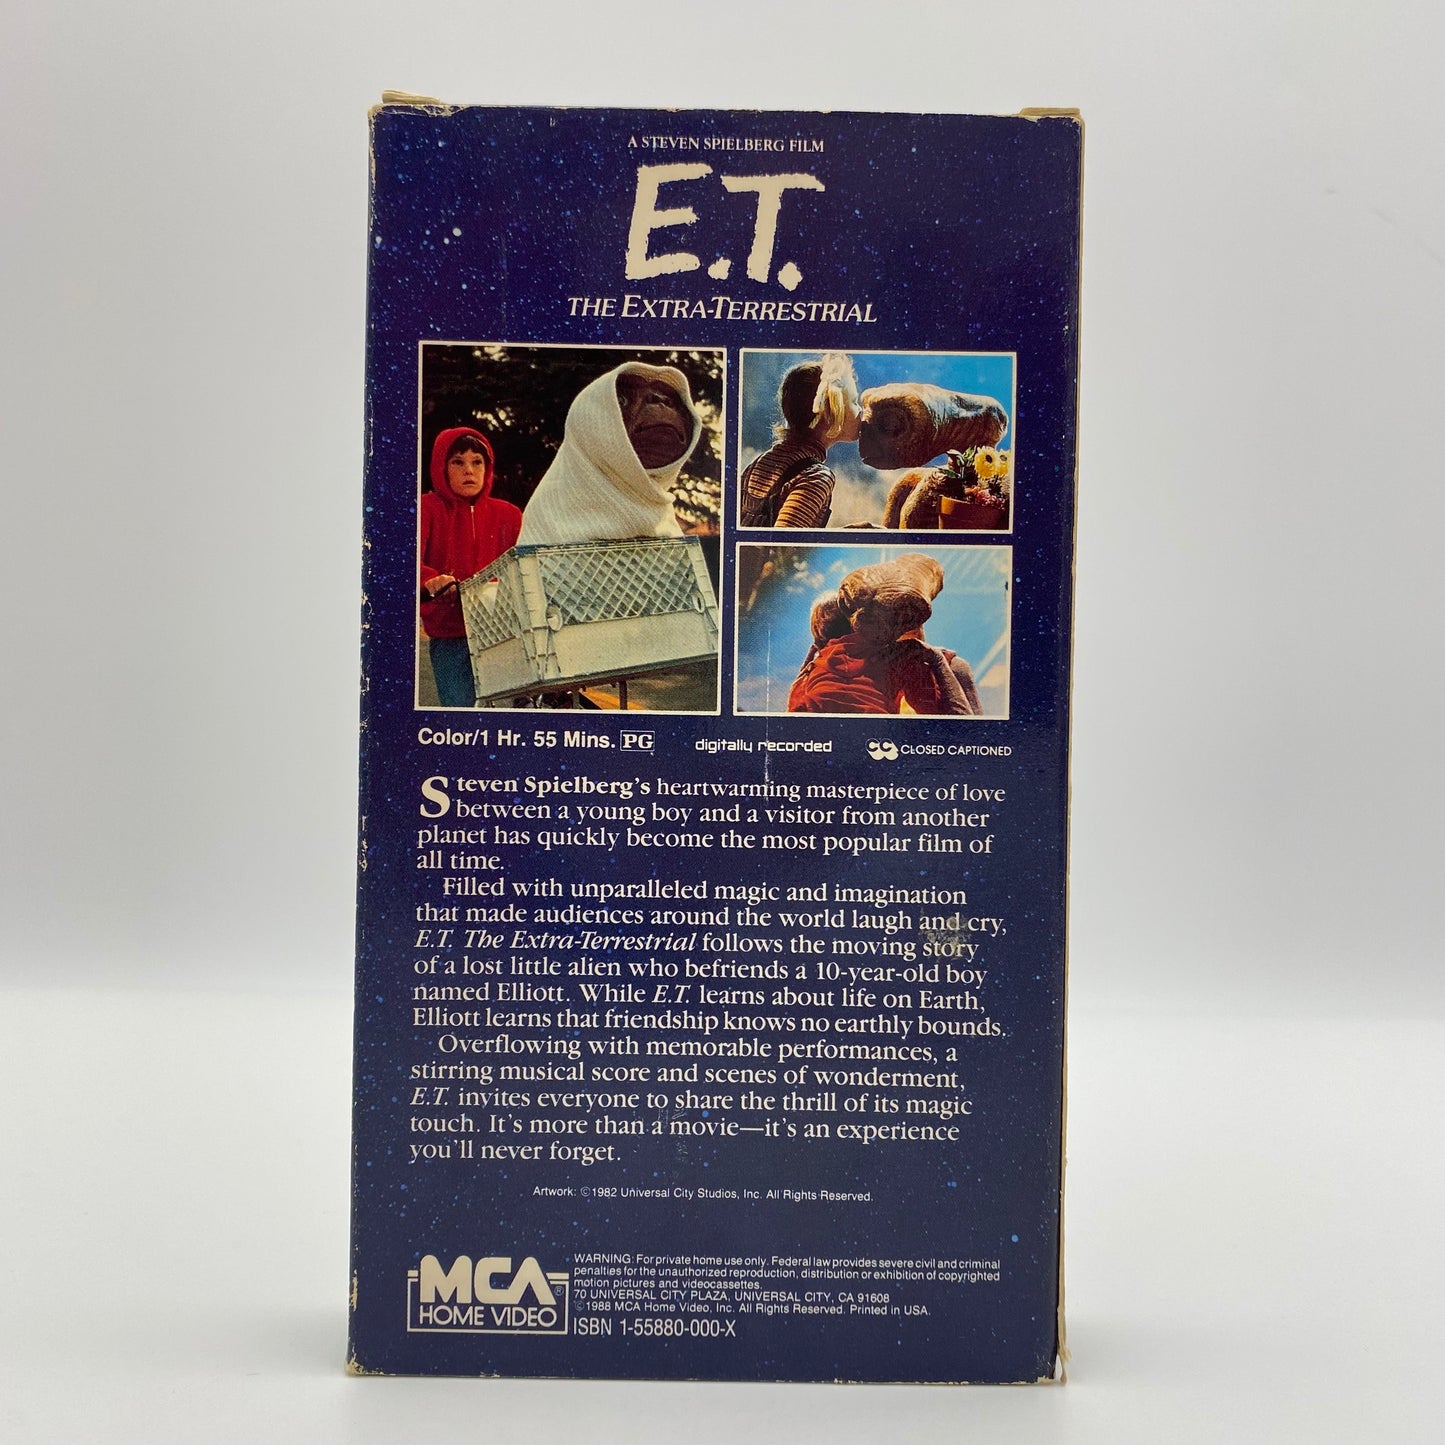 A STEVEN SPIELBERG FILM
E.T.
THE EXTRA-TERRESTRIAL
Color/1 Hr. 55 Mins. PG digitally recorded CC CLOSED CAPTIONED
Steven Spielberg's heartwarming masterpiece of love
between a young boy and a visitor from another
planet has quickly become the most popular film of
all time.
Filled with unparalleled magic and imagination
that made audiences around the world laugh and cry,
E.T. The Extra-Terrestrial follows the moving story
of a lost little alien who befriends a 10-year-old boy
named Elliott. While E.T. learns about life on Earth,
Elliott learns that friendship knows no earthly bounds.
Overflowing with memorable performances, a
stirring musical score and scenes of wonderment,
E.T. invites everyone to share the thrill of its magic
touch. It's more than a movie—it's an experience
you'll never forget.
Artwork: ©1982 Universal City Studios, Inc. All Rights Reserved.
MCA®
HOME VIDEO
WARNING: For private home use only. Federal law provides severe civil and criminal
penalties for the unauthorized reproduction, distribution or exhibition of copyrighted
motion pictures and videocassettes.
70 UNIVERSAL CITY PLAZA, UNIVERSAL CITY, CA 91608
©1988 MCA Home Video, Inc. All Rights Reserved. Printed in USA.
ISBN 1-55880-000-X